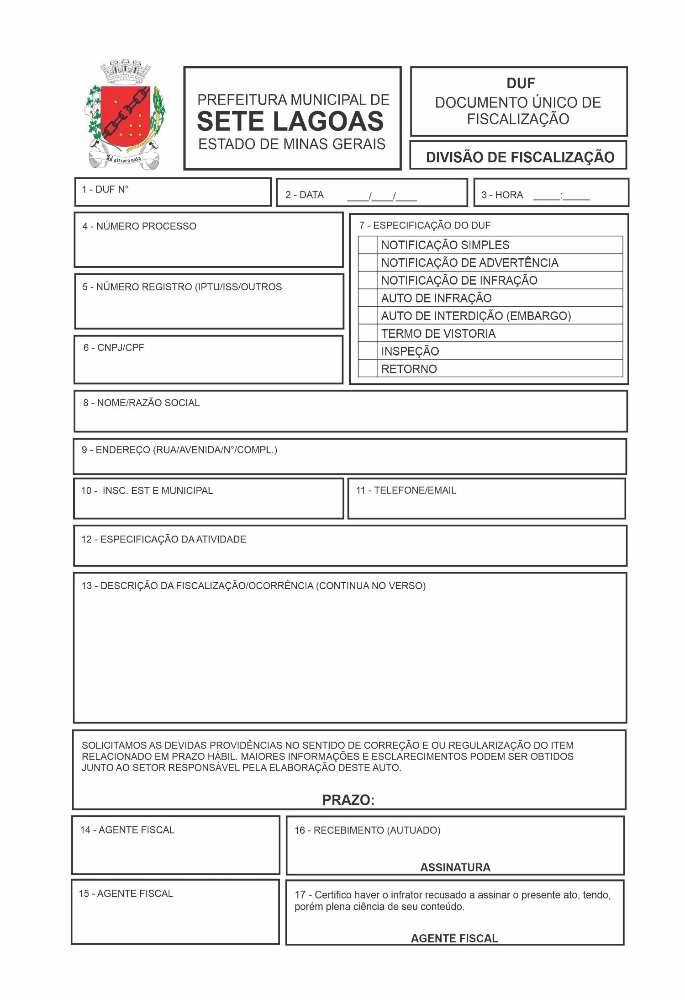 PREFEITURA MUNICIPAL DE
SETE LAGOAS
ESTADO DE MINAS GERAIS
DUF
DOCUMENTO ÚNICO DE
FISCALIZAÇÃO
DIVISÃO DE FISCALIZAÇÃO
Ad altiora nata
1 - DUF N°
2 - DATA ____/____/____
3 - HORA _____:_____
4 - NÚMERO PROCESSO
5 - NÚMERO REGISTRO (IPTU/ISS/OUTROS
6 - CNPJ/CPF
7 - ESPECIFICAÇÃO DO DUF
NOTIFICAÇÃO SIMPLES
NOTIFICAÇÃO DE ADVERTÊNCIA
NOTIFICAÇÃO DE INFRAÇÃO
AUTO DE INFRAÇÃO
AUTO DE INTERDIÇÃO (EMBARGO)
TERMO DE VISTORIA
INSPEÇÃO
RETORNO
8 - NOME/RAZÃO SOCIAL
9 - ENDEREÇO (RUA/AVENIDA/N°/COMPL.)
10 - INSC. EST E MUNICIPAL
11 - TELEFONE/EMAIL
12 - ESPECIFICAÇÃO DA ATIVIDADE
13 - DESCRIÇÃO DA FISCALIZAÇÃO/OCORRÊNCIA (CONTINUA NO VERSO)
SOLICITAMOS AS DEVIDAS PROVIDÊNCIAS NO SENTIDO DE CORREÇÃO E OU REGULARIZAÇÃO DO ITEM
RELACIONADO EM PRAZO HÁBIL. MAIORES INFORMAÇÕES E ESCLARECIMENTOS PODEM SER OBTIDOS
JUNTO AO SETOR RESPONSÁVEL PELA ELABORAÇÃO DESTE AUTO.
PRAZO:
14 - AGENTE FISCAL
16 - RECEBIMENTO (AUTUADO)
ASSINATURA
15 - AGENTE FISCAL
17 - Certifico haver o infrator recusado a assinar o presente ato, tendo,
porém plena ciência de seu conteúdo.
AGENTE FISCAL